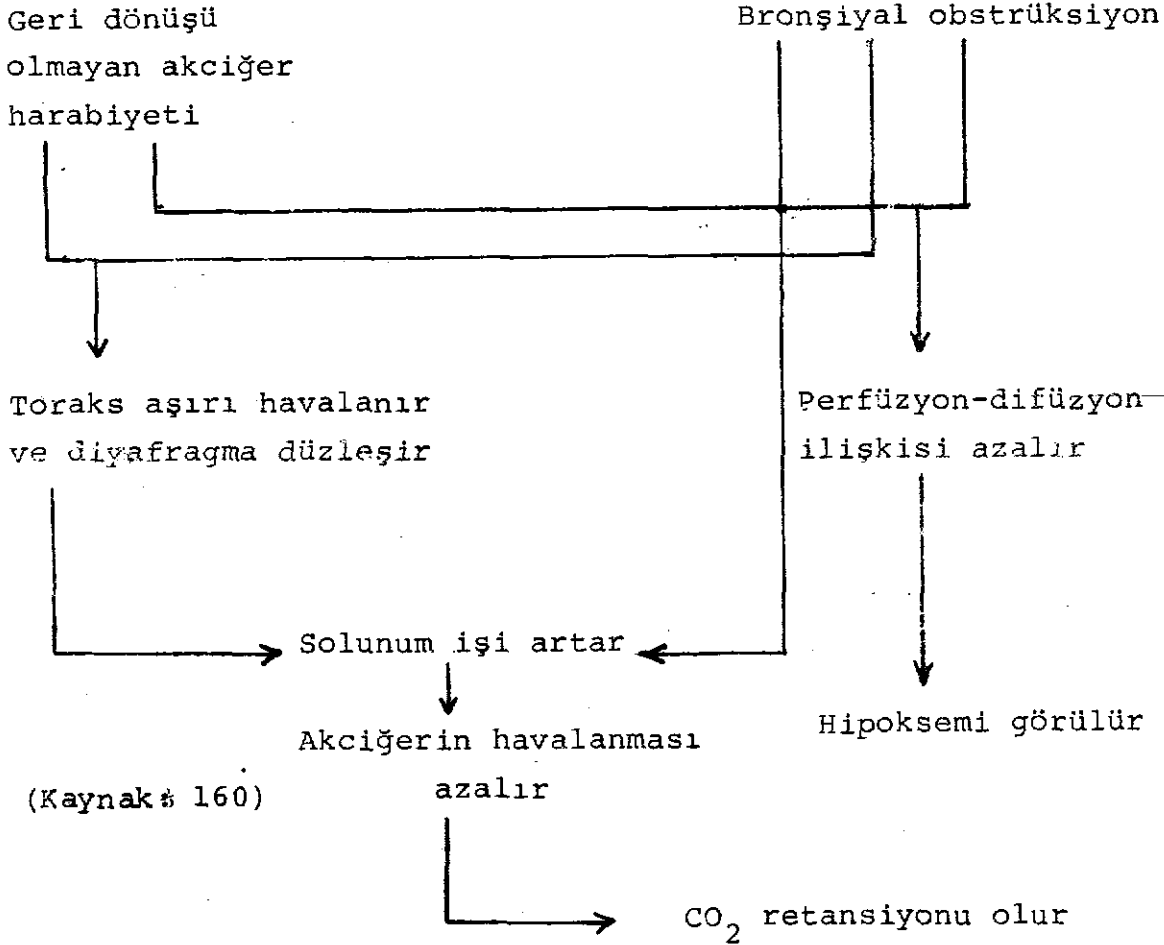 Geri dönüşü
olmayan akciğer
harabiyeti
Bronşiyal obstrüksiyon
Toraks aşırı havalanır
ve diyafragma düzleşir
Perfüzyon-difüzyon
ilişkisi azalır
Solunum işi artar
Akciğerin havalanması
azalır
Hipoksemi görülür
(Kaynak: 160)
CO₂ retansiyonu olur